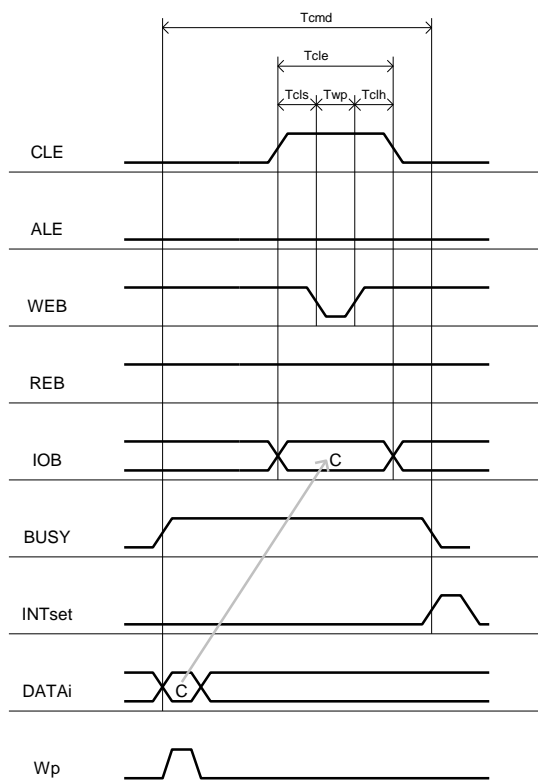 Tcmd
Tcle
Tcls Twp Tclh
CLE
ALE
WEB
REB
IOB C
BUSY
INTset
DATAi C
Wp